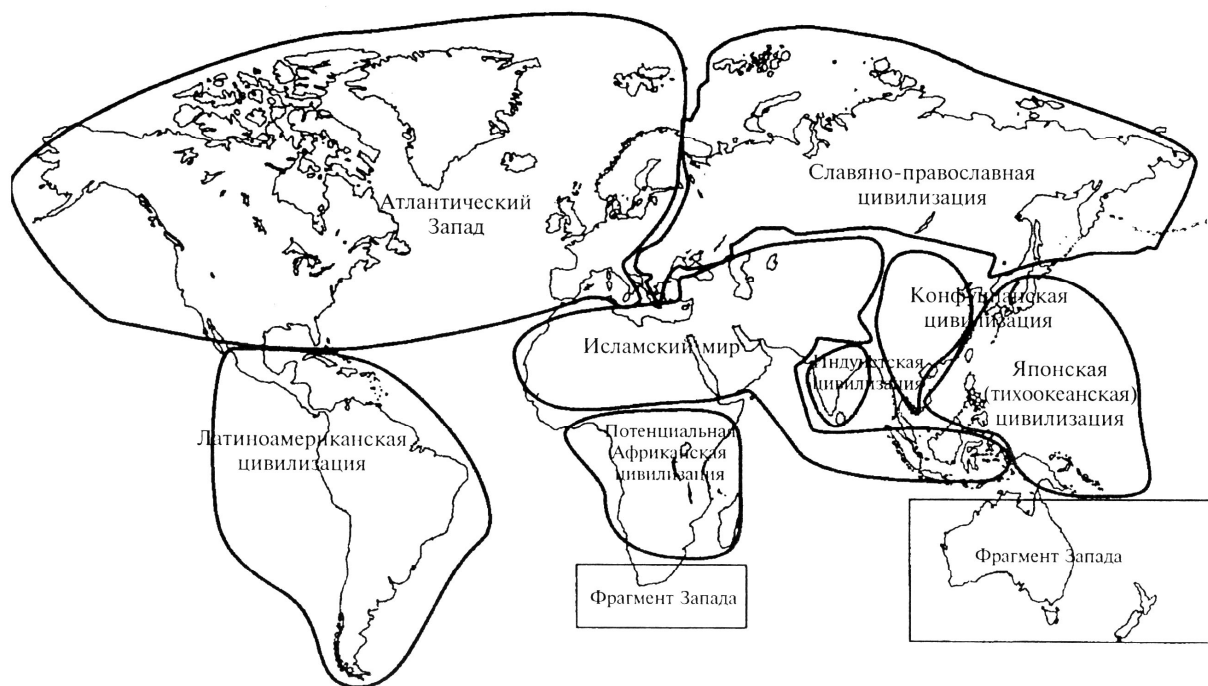 Атлантический
Запад
Славяно-православная
цивилизация
Конфуцианская
цивилизация
Исламский мир
Индуистская
цивилизация
Японская
(тихоокеанская)
цивилизация
Латиноамериканская
цивилизация
Потенциальная
Африканская
цивилизация
Фрагмент Запада
Фрагмент Запада